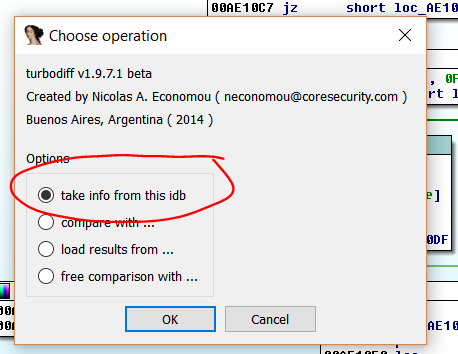 00AE10C7 jz short loc_AE10
Choose operation
turbodiff v1.9.7.1 beta
Created by Nicolas A. Economou ( neconomou@coresecurity.com )
Buenos Aires, Argentina ( 2014 )
Options
take info from this idb
compare with ...
load results from ...
free comparison with ...
OK
Cancel